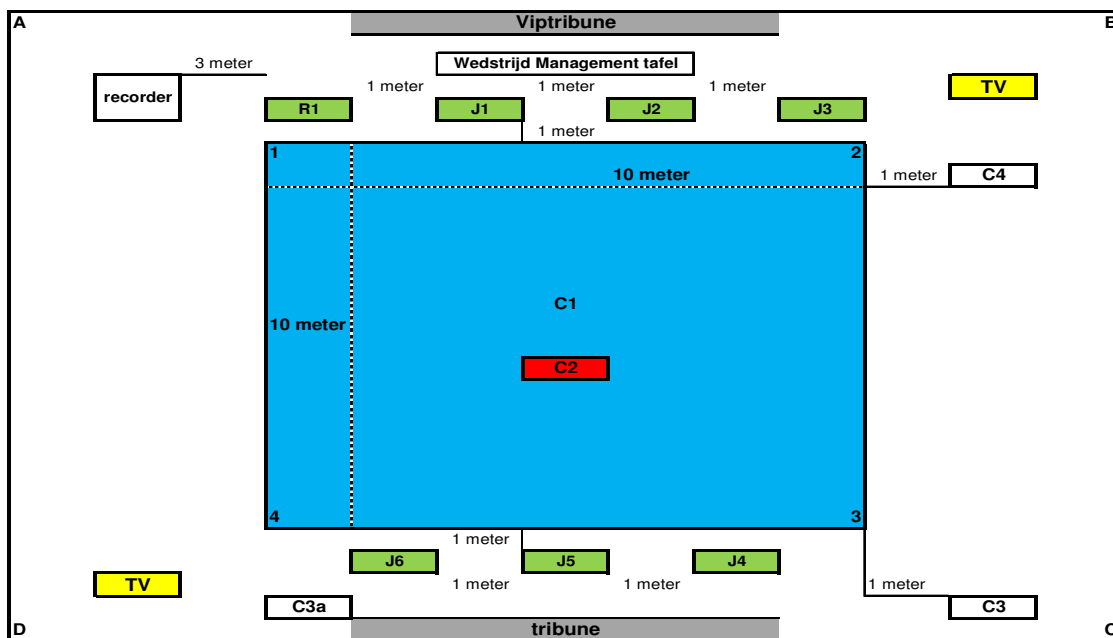 A
Viptribune
B
3 meter
Wedstrijd Management tafel
recorder
1 meter
1 meter
1 meter
TV
R1
J1
J2
J3
1 meter
1
2
10 meter
1 meter
C4
C1
10 meter
C2
4
3
1 meter
J6
J5
J4
TV
1 meter
1 meter
1 meter
C3a
C3
D
tribune
C